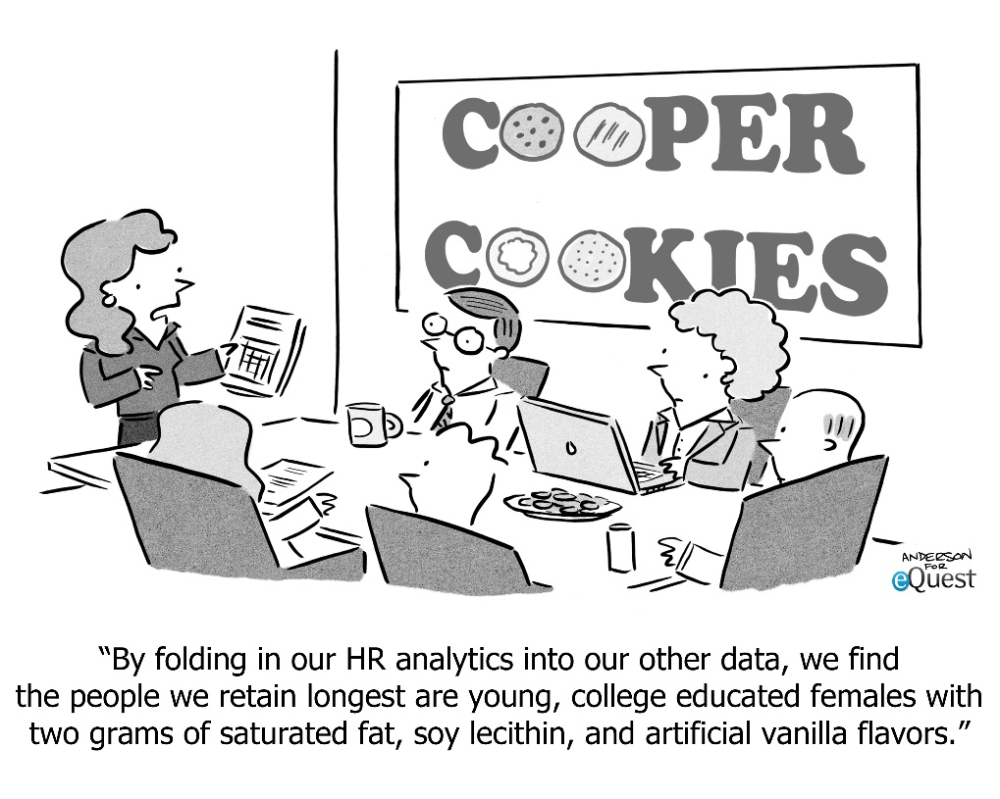 COOPER
COOKIES
ANDERSON
FOR
eQuest
“By folding in our HR analytics into our other data, we find
the people we retain longest are young, college educated females with
two grams of saturated fat, soy lecithin, and artificial vanilla flavors.”